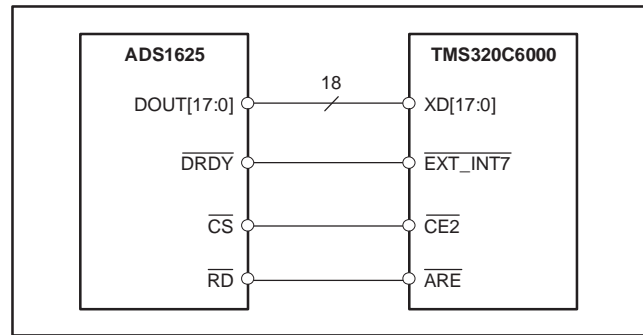 ADS1625 TMS320C6000
18
DOUT[17:0] XD[17:0]
DRDY EXT_INT7
CS CE2
RD ARE